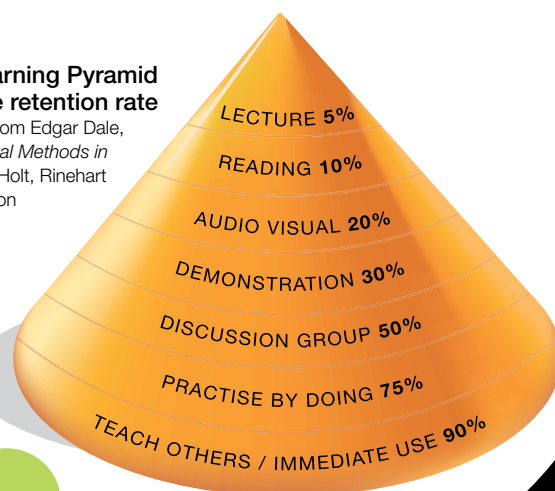 Pyramid
retention rate
om Edgar Dale,
al Methods in
Holt, Rinehart
on
LECTURE 5%
READING 10%
AUDIO VISUAL 20%
DEMONSTRATION 30%
DISCUSSION GROUP 50%
PRACTISE BY DOING 75%
TEACH OTHERS / IMMEDIATE USE 90%